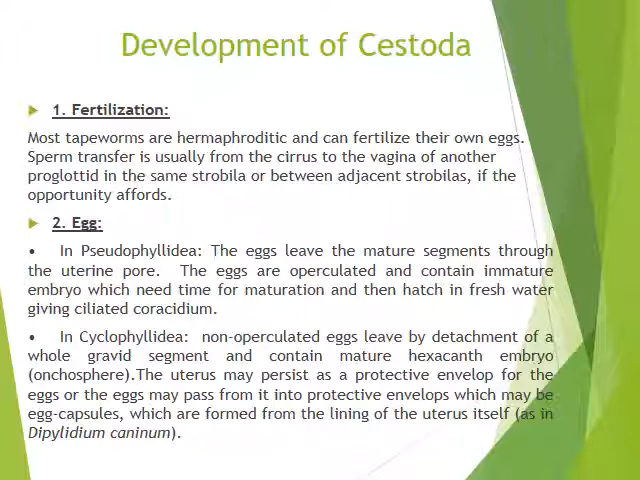 Development of Cestoda
1. Fertilization:
Most tapeworms are hermaphroditic and can fertilize their own eggs.
Sperm transfer is usually from the cirrus to the vagina of another
proglottid in the same strobila or between adjacent strobilas, if the
opportunity affords.
2. Egg:
• In Pseudophyllidea: The eggs leave the mature segments through
the uterine pore. The eggs are operculated and contain immature
embryo which need time for maturation and then hatch in fresh water
giving ciliated coracidium.
• In Cyclophyllidea: non-operculated eggs leave by detachment of a
whole gravid segment and contain mature hexacanth embryo
(onchosphere).The uterus may persist as a protective envelop for the
eggs or the eggs may pass from it into protective envelops which may be
egg-capsules, which are formed from the lining of the uterus itself (as in
Dipylidium caninum).